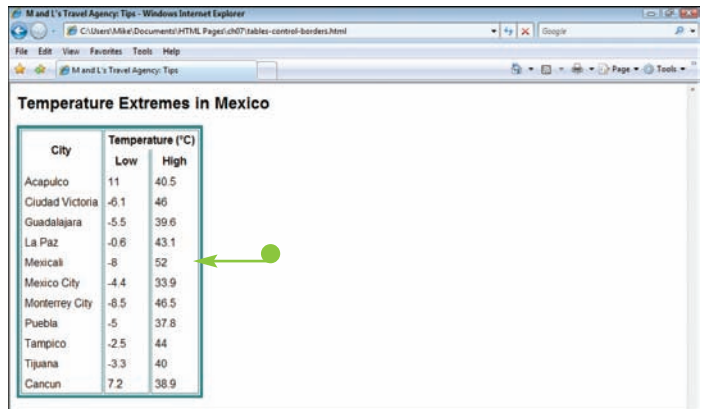 M and L's Travel Agency: Tips - Windows Internet Explorer
C:\Users\Mike\Documents\HTML Pages\ch07\tables-control-borders.html
Google
File Edit View Favorites Tools Help
M and L's Travel Agency: Tips
Page Tools
Temperature Extremes in Mexico
City Temperature (°C)
Low High
Acapulco 11 40.5
Ciudad Victoria -6.1 46
Guadalajara -5.5 39.6
La Paz -0.6 43.1
Mexicali -8 52
Mexico City -4.4 33.9
Monterrey City -8.5 46.5
Puebla -5 37.8
Tampico -2.5 44
Tijuana -3.3 40
Cancun 7.2 38.9